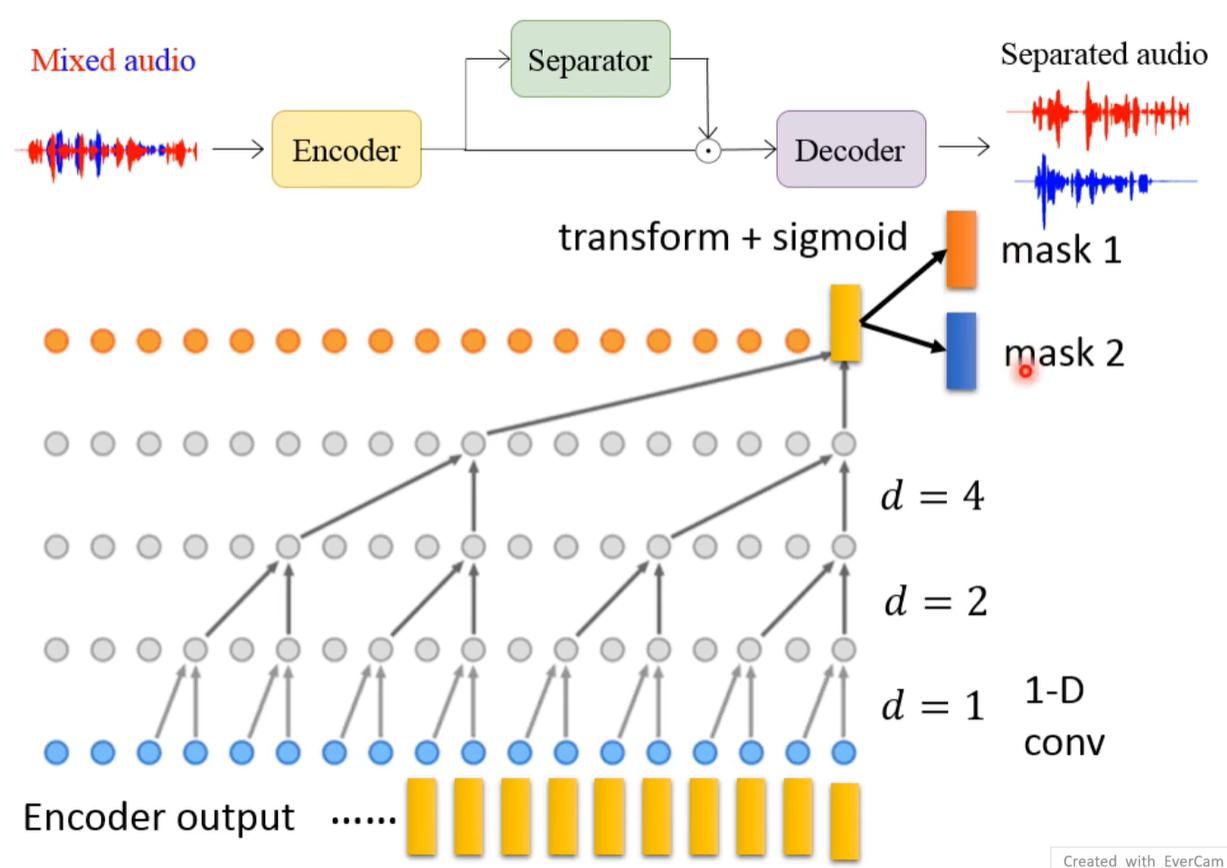 Mixed audio
Separator
Separated audio
Encoder
Decoder
transform + sigmoid
mask 1
mask 2
d = 4
d = 2
d = 1
1-D
conv
Encoder output ......
Created with EverCam